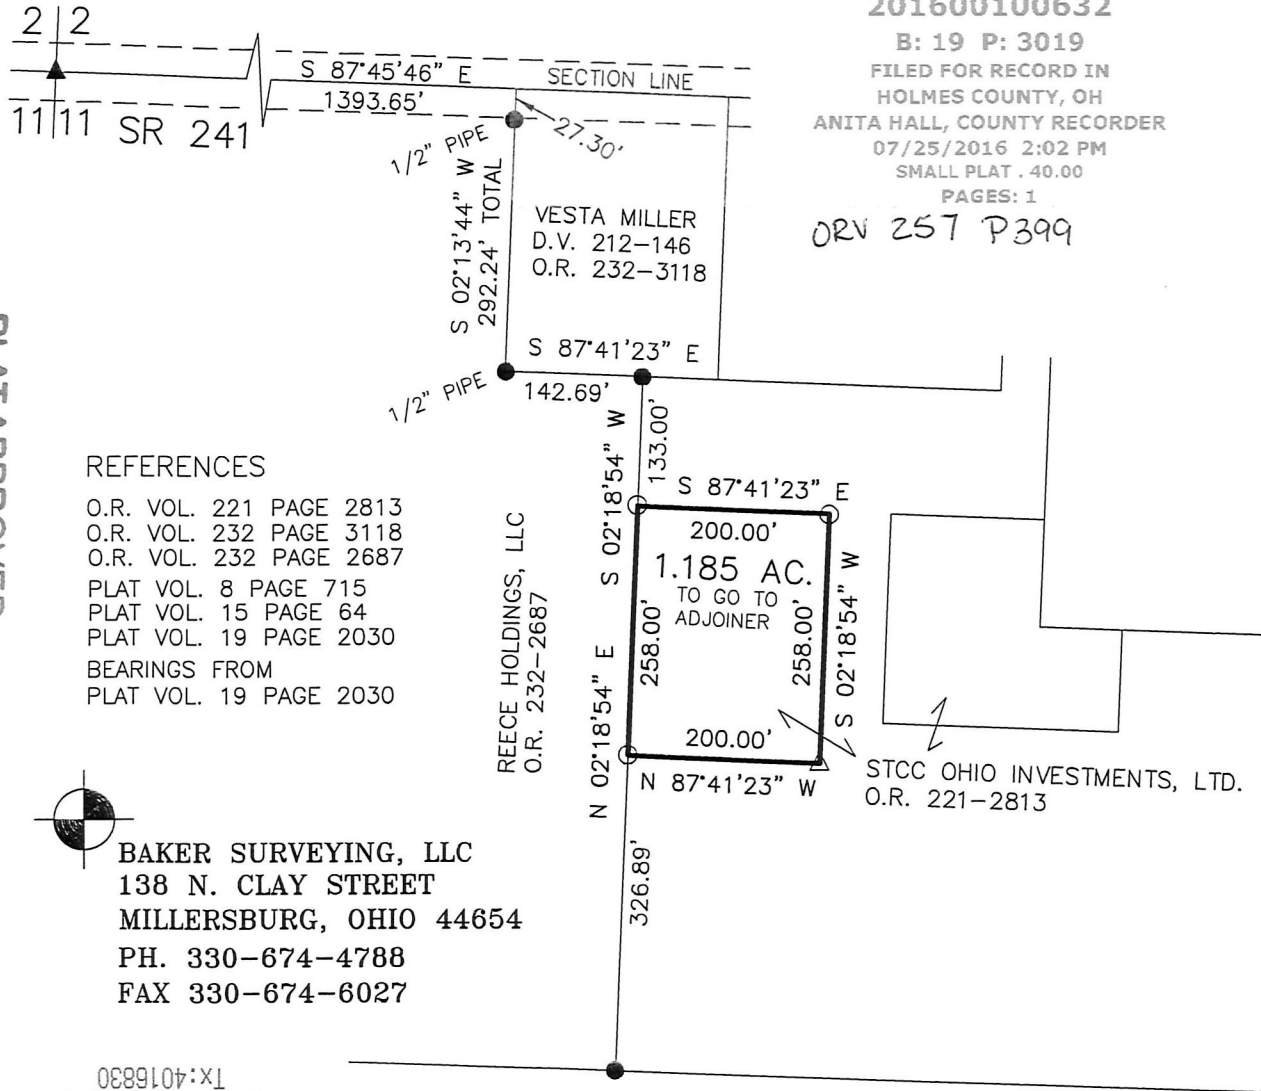 201600100632
B: 19 P: 3019
FILED FOR RECORD IN
HOLMES COUNTY, OH
ANITA HALL, COUNTY RECORDER
07/25/2016 2:02 PM
SMALL PLAT . 40.00
PAGES: 1
ORV 257 P399
2 2
11 11 SR 241
S 87°45'46" E
1393.65'
SECTION LINE
27.30'
1/2" PIPE
S 02°13'44" W
292.24' TOTAL
VESTA MILLER
D.V. 212-146
O.R. 232-3118
S 87°41'23" E
142.69'
1/2" PIPE
S 02°18'54" W
133.00'
S 87°41'23" E
200.00'
1.185 AC.
TO GO TO
ADJOINER
258.00'
258.00'
S 02°18'54" W
N 02°18'54" E
200.00'
N 87°41'23" W
326.89'
REECE HOLDINGS, LLC
O.R. 232-2687
STCC OHIO INVESTMENTS, LTD.
O.R. 221-2813
PLAT APPROVED
REFERENCES
O.R. VOL. 221 PAGE 2813
O.R. VOL. 232 PAGE 3118
O.R. VOL. 232 PAGE 2687
PLAT VOL. 8 PAGE 715
PLAT VOL. 15 PAGE 64
PLAT VOL. 19 PAGE 2030
BEARINGS FROM
PLAT VOL. 19 PAGE 2030
BAKER SURVEYING, LLC
138 N. CLAY STREET
MILLERSBURG, OHIO 44654
PH. 330-674-4788
FAX 330-674-6027
Tx:4016830